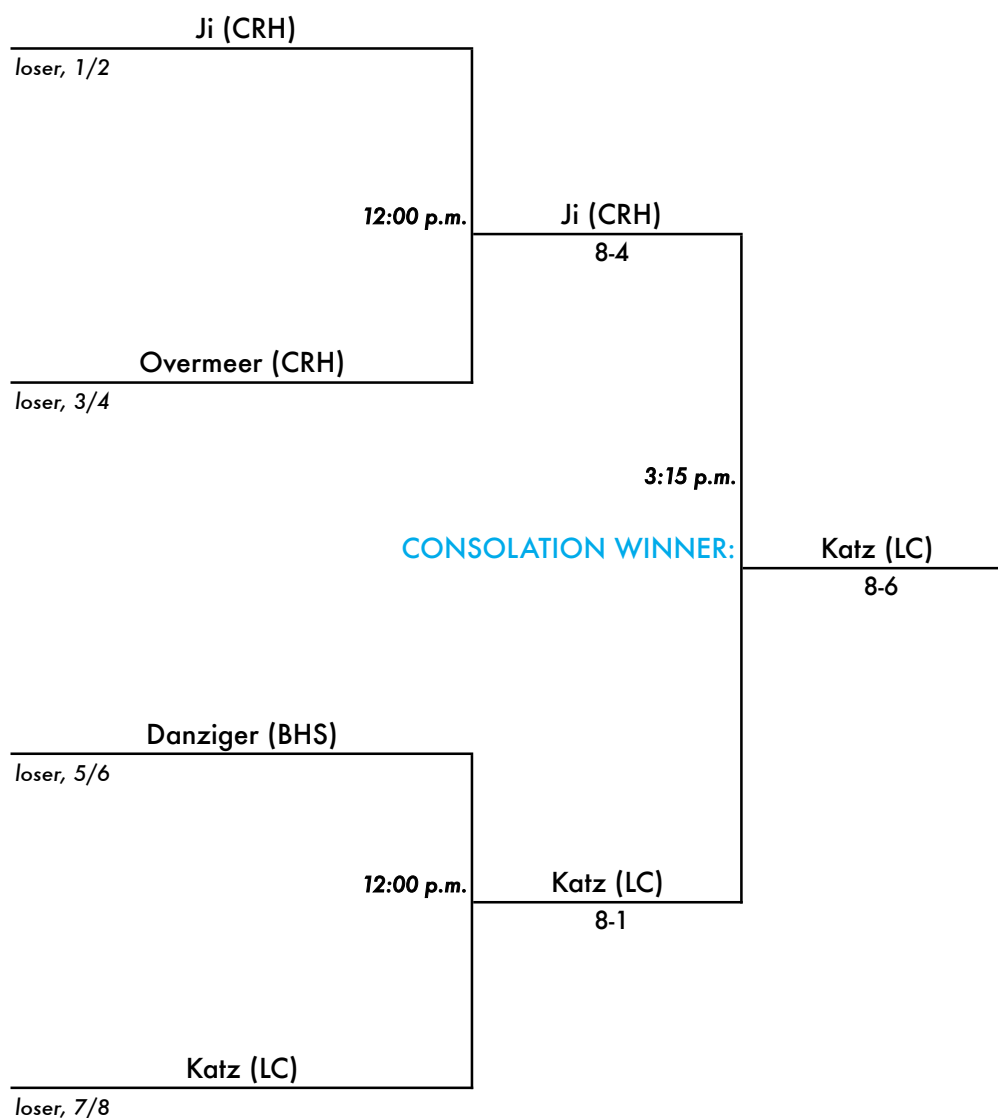 Ji (CRH)
loser, 1/2
12:00 p.m.
Ji (CRH)
8-4
Overmeer (CRH)
loser, 3/4
3:15 p.m.
CONSOLATION WINNER:
Katz (LC)
8-6
Danziger (BHS)
loser, 5/6
12:00 p.m.
Katz (LC)
8-1
Katz (LC)
loser, 7/8